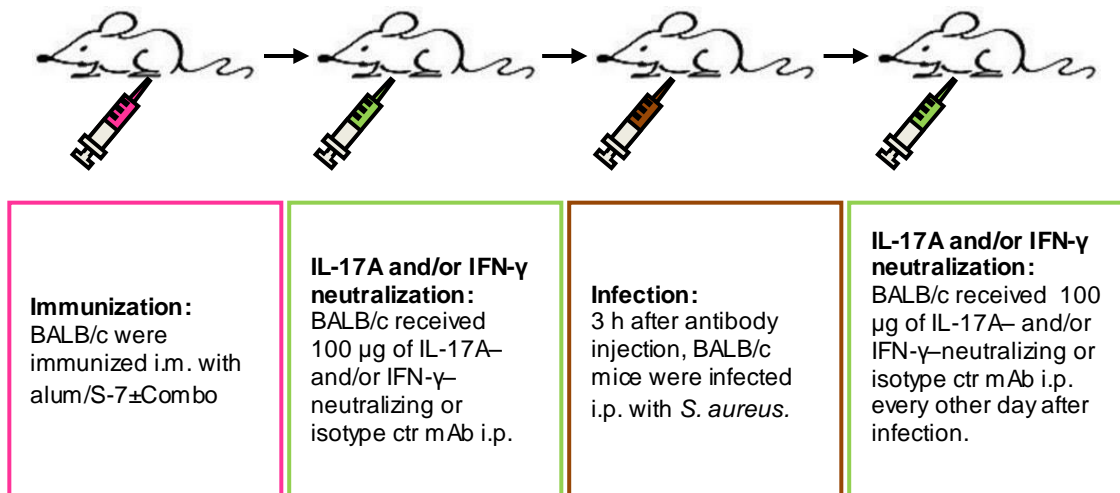 Immunization:
BALB/c were
immunized i.m. with
alum/S-7±Combo
IL-17A and/or IFN-γ
neutralization:
BALB/c received
100 µg of IL-17A–
and/or IFN-γ–
neutralizing or
isotype ctr mAb i.p.
Infection:
3 h after antibody
injection, BALB/c
mice were infected
i.p. with S. aureus.
IL-17A and/or IFN-γ
neutralization:
BALB/c received 100
µg of IL-17A– and/or
IFN-γ–neutralizing or
isotype ctr mAb i.p.
every other day after
infection.